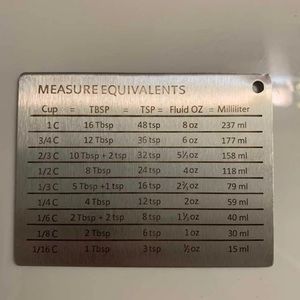 MEASURE EQUIVALENTS
Cup = TBSP = TSP = Fluid OZ = Milliliter
1 C 16 Tbsp 48 tsp 8 oz 237 ml
3/4 C 12 Tbsp 36 tsp 6 oz 177 ml
2/3 C 10 Tbsp + 2 tsp 32 tsp 5⅓ oz 158 ml
1/2 C 8 Tbsp 24 tsp 4 oz 118 ml
1/3 C 5 Tbsp +1 tsp 16 tsp 2⅔ oz 79 ml
1/4 C 4 Tbsp 12 tsp 2 oz 59 ml
1/6 C 2 Tbsp + 2 tsp 8 tsp 1⅓ oz 40 ml
1/8 C 2 Tbsp 6 tsp 1 oz 30 ml
1/16 C 1 Tbsp 3 tsp ½ oz 15 ml